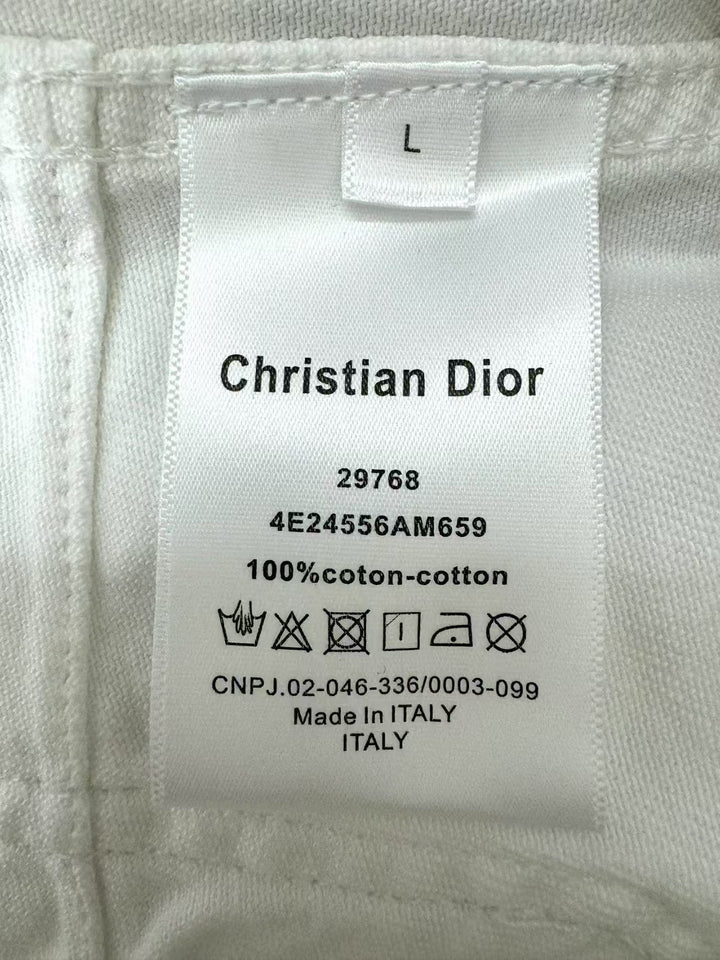 L
Christian Dior
29768
4E24556AM659
100%coton-cotton
CNPJ.02-046-336/0003-099
Made In ITALY
ITALY